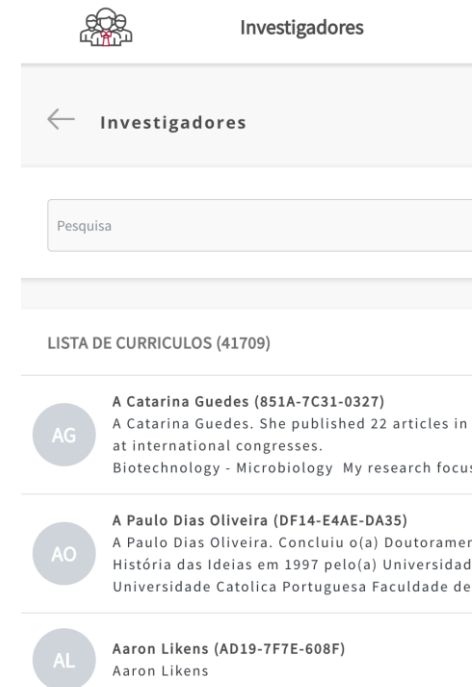 Investigadores
Investigadores
Pesquisa
LISTA DE CURRICULOS (41709)
AG
A Catarina Guedes (851A-7C31-0327)
A Catarina Guedes. She published 22 articles in
at international congresses.
Biotechnology - Microbiology My research focus
AO
A Paulo Dias Oliveira (DF14-E4AE-DA35)
A Paulo Dias Oliveira. Concluiu o(a)
História das Ideias em 1997 pelo(a)
Universidade Catolica Portuguesa Faculdade de
AL
Aaron Likens (AD19-7F7E-608F)
Aaron Likens